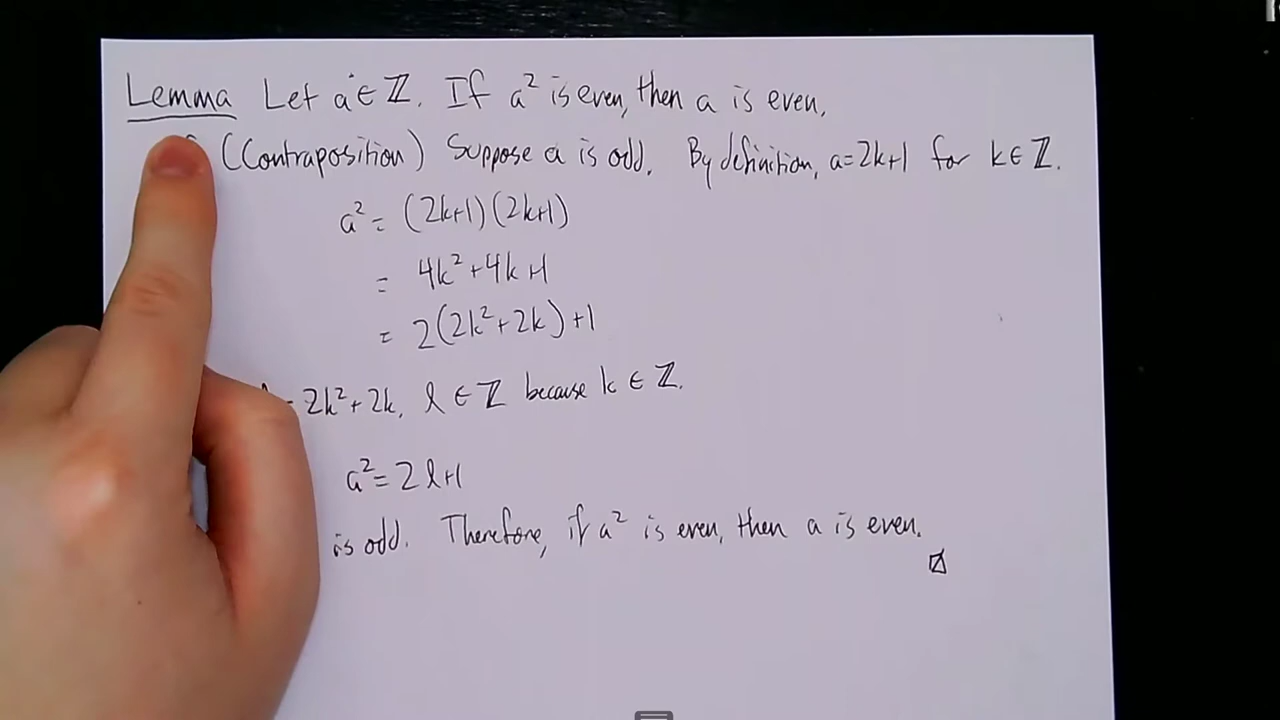 Lemma Let a ∈ ℤ. If a² is even, then a is even.
(Contraposition) Suppose a is odd. By definition, a=2k+1 for k ∈ ℤ.
a² = (2k+1)(2k+1)
= 4k²+4k+1
= 2(2k²+2k)+1
= 2k²+2k, l ∈ ℤ because k ∈ ℤ.
a² = 2l+1
is odd. Therefore, if a² is even, then a is even.